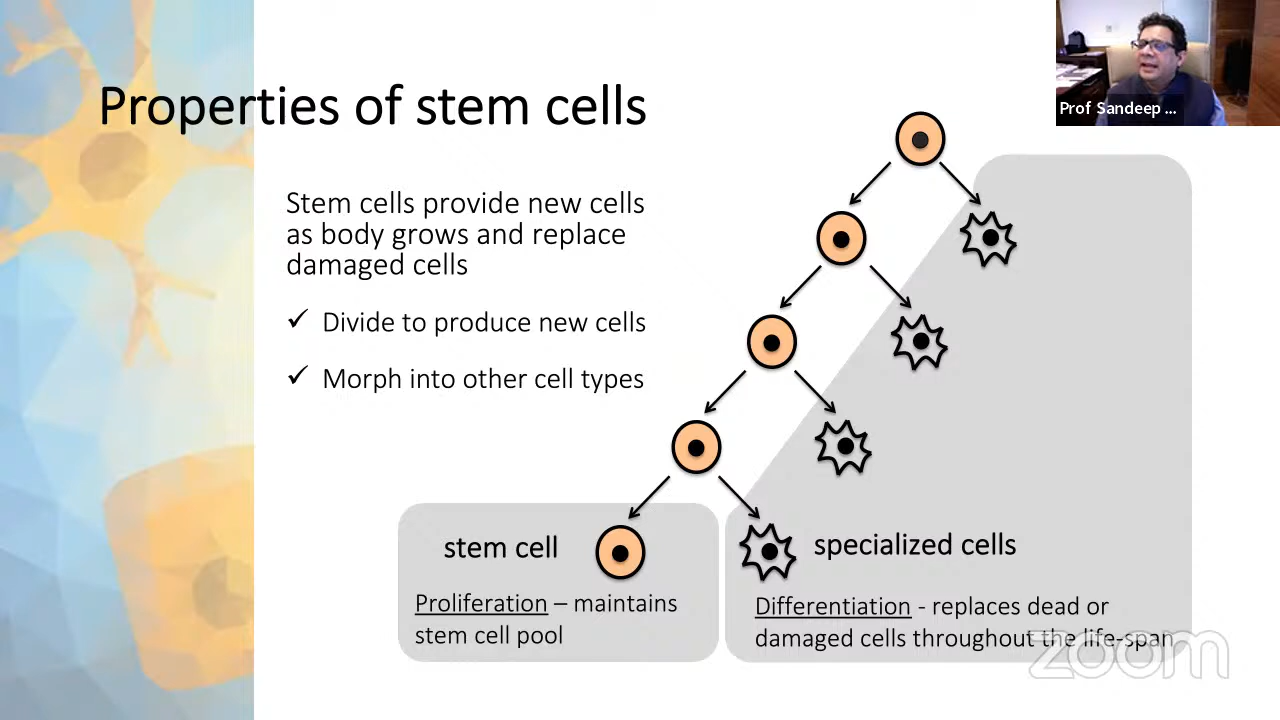 Properties of stem cells
Prof Sandeep ...
Stem cells provide new cells
as body grows and replace
damaged cells
✓ Divide to produce new cells
✓ Morph into other cell types
stem cell
Proliferation – maintains
stem cell pool
specialized cells
Differentiation - replaces dead or
damaged cells throughout the life-span
zoom